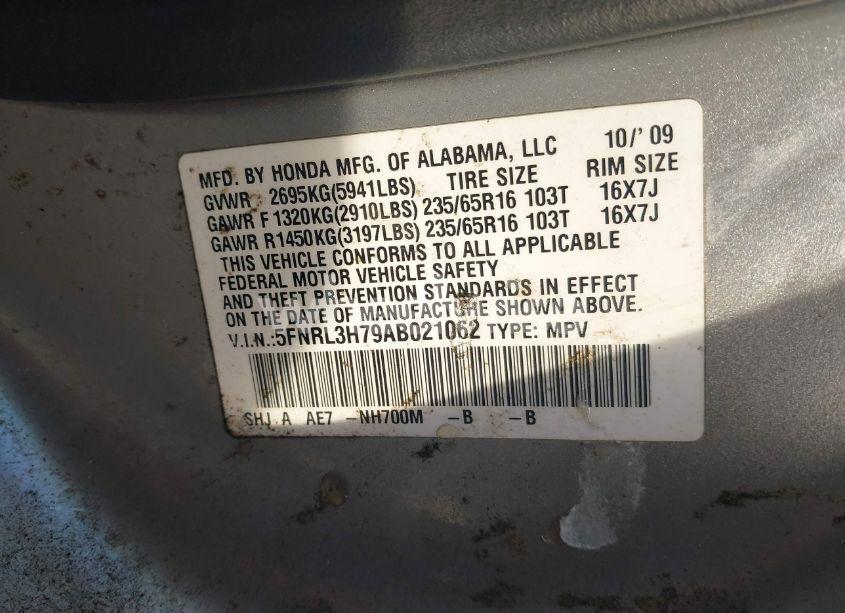 MFD. BY HONDA MFG. OF ALABAMA, LLC 10/' 09
GVWR 2695KG(5941LBS) TIRE SIZE RIM SIZE
GAWR F 1320KG(2910LBS) 235/65R16 103T 16X7J
GAWR R1450KG(3197LBS) 235/65R16 103T 16X7J
THIS VEHICLE CONFORMS TO ALL APPLICABLE
FEDERAL MOTOR VEHICLE SAFETY
AND THEFT PREVENTION STANDARDS IN EFFECT
ON THE DATE OF MANUFACTURE SHOWN ABOVE.
V.I.N.:5FNRL3H79AB021062 TYPE: MPV
SHJ A AE7 -NH700M -B -B